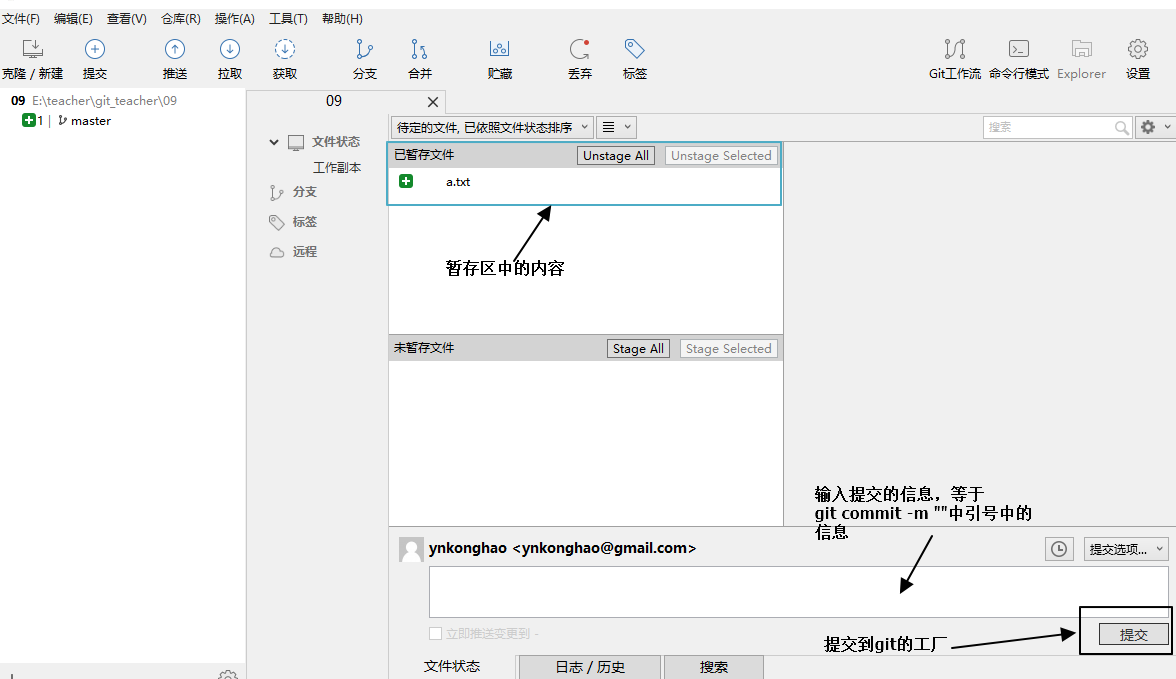 文件(F) 编辑(E) 查看(V) 仓库(R) 操作(A) 工具(T) 帮助(H)
克隆 / 新建 提交 推送 拉取 获取 分支 合并 贮藏 丢弃 标签 Git工作流 命令行模式 Explorer 设置
09 E:\teacher\git_teacher\09
1 master
09
文件状态
工作副本
分支
标签
远程
待定的文件, 已依照文件状态排序
搜索
已暂存文件 Unstage All Unstage Selected
a.txt
暂存区中的内容
未暂存文件 Stage All Stage Selected
输入提交的信息，等于
git commit -m ""中引号中的
信息
ynkonghao <ynkonghao@gmail.com>
提交选项...
立即推送变更到 -
提交到git的工厂
提交
文件状态 日志 / 历史 搜索